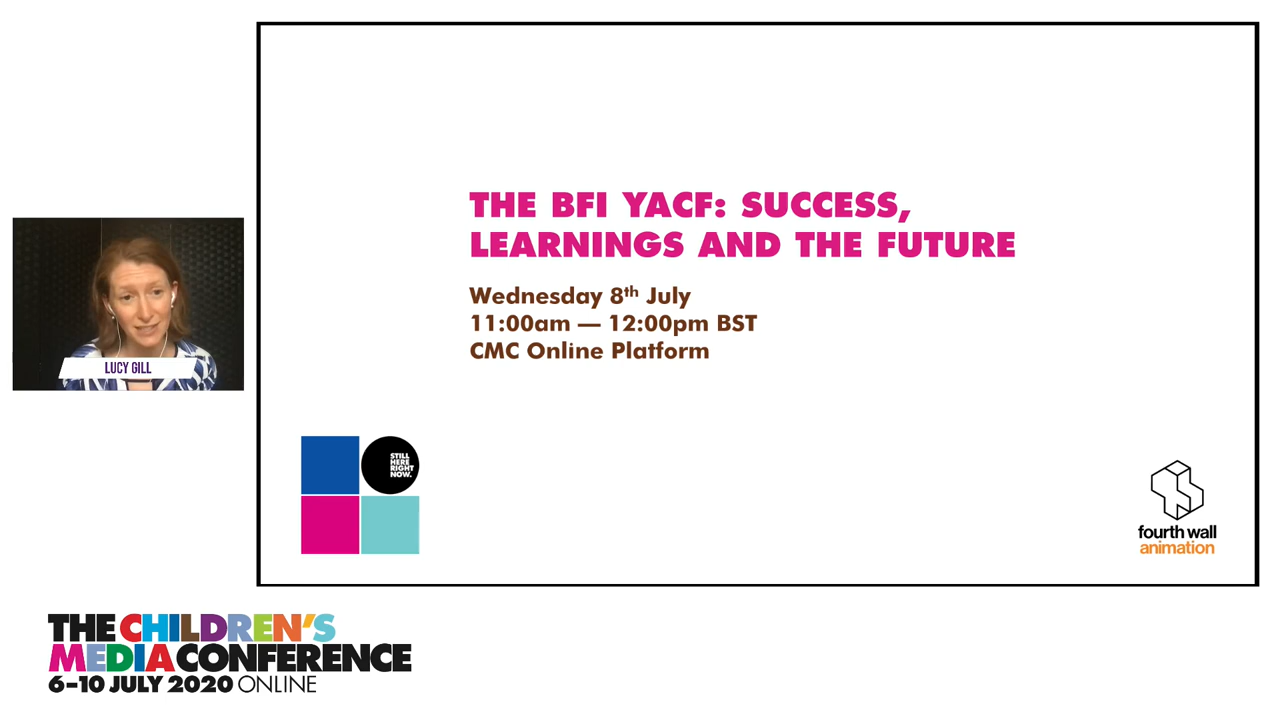 THE BFI YACF: SUCCESS,
LEARNINGS AND THE FUTURE
Wednesday 8th July
11:00am — 12:00pm BST
CMC Online Platform
LUCY GILL
STILL
HERE
RIGHT
NOW.
fourth wall
animation
THE CHILDREN'S
MEDIA CONFERENCE
6-10 JULY 2020 ONLINE